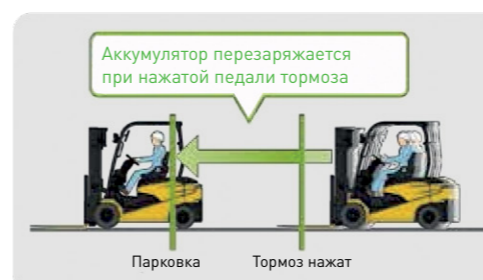 Аккумулятор перезаряжается
при нажатой педали тормоза
Парковка
Тормоз нажат